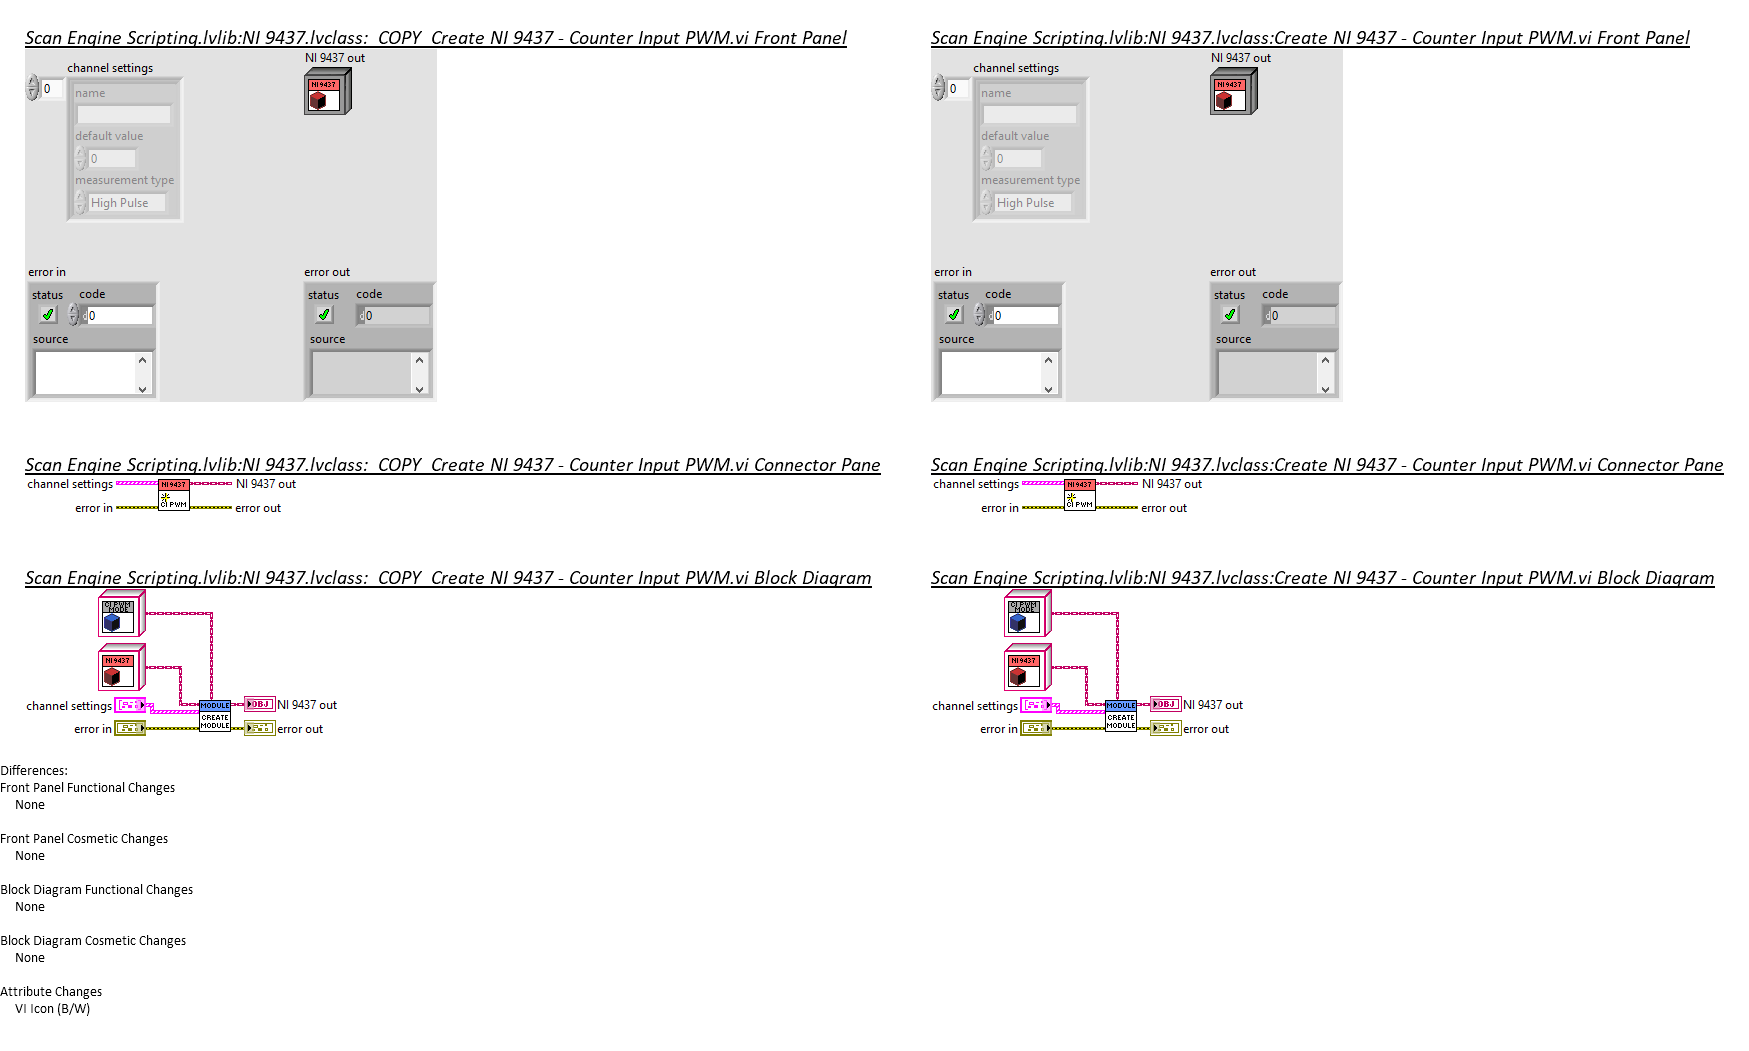 Scan Engine Scripting.lvlib:NI 9437.lvclass:_COPY_Create NI 9437 - Counter Input PWM.vi Front Panel
NI 9437 out
channel settings
0
NI 9437
name
default value
0
measurement type
High Pulse
error in
error out
status
code
status
code
d
0
d
0
source
source
Scan Engine Scripting.lvlib:NI 9437.lvclass:Create NI 9437 - Counter Input PWM.vi Front Panel
NI 9437 out
channel settings
0
NI 9437
name
default value
0
measurement type
High Pulse
error in
error out
status
code
status
code
d
0
d
0
source
source
Scan Engine Scripting.lvlib:NI 9437.lvclass:_COPY_Create NI 9437 - Counter Input PWM.vi Connector Pane
channel settings
NI 9437
NI 9437 out
CI PWM
error in
error out
Scan Engine Scripting.lvlib:NI 9437.lvclass:Create NI 9437 - Counter Input PWM.vi Connector Pane
channel settings
NI 9437
NI 9437 out
CI PWM
error in
error out
Scan Engine Scripting.lvlib:NI 9437.lvclass:_COPY_Create NI 9437 - Counter Input PWM.vi Block Diagram
CI PWM
MODE
NI 9437
channel settings
MODULE
OBJ
NI 9437 out
CREATE
MODULE
error in
error out
Scan Engine Scripting.lvlib:NI 9437.lvclass:Create NI 9437 - Counter Input PWM.vi Block Diagram
CI PWM
MODE
NI 9437
channel settings
MODULE
OBJ
NI 9437 out
CREATE
MODULE
error in
error out
Differences:
Front Panel Functional Changes
None
Front Panel Cosmetic Changes
None
Block Diagram Functional Changes
None
Block Diagram Cosmetic Changes
None
Attribute Changes
VI Icon (B/W)